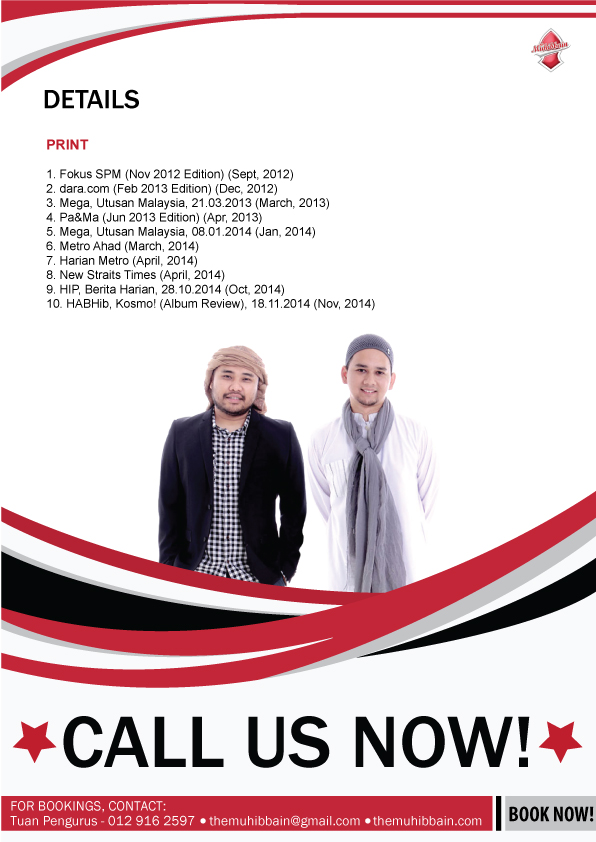 Muhibbain
DETAILS
PRINT
1. Fokus SPM (Nov 2012 Edition) (Sept, 2012)
2. dara.com (Feb 2013 Edition) (Dec, 2012)
3. Mega, Utusan Malaysia, 21.03.2013 (March, 2013)
4. Pa&Ma (Jun 2013 Edition) (Apr, 2013)
5. Mega, Utusan Malaysia, 08.01.2014 (Jan, 2014)
6. Metro Ahad (March, 2014)
7. Harian Metro (April, 2014)
8. New Straits Times (April, 2014)
9. HIP, Berita Harian, 28.10.2014 (Oct, 2014)
10. HABHib, Kosmo! (Album Review), 18.11.2014 (Nov, 2014)
CALL US NOW!
FOR BOOKINGS, CONTACT:
Tuan Pengurus - 012 916 2597 • themuhibbain@gmail.com • themuhibbain.com
BOOK NOW!